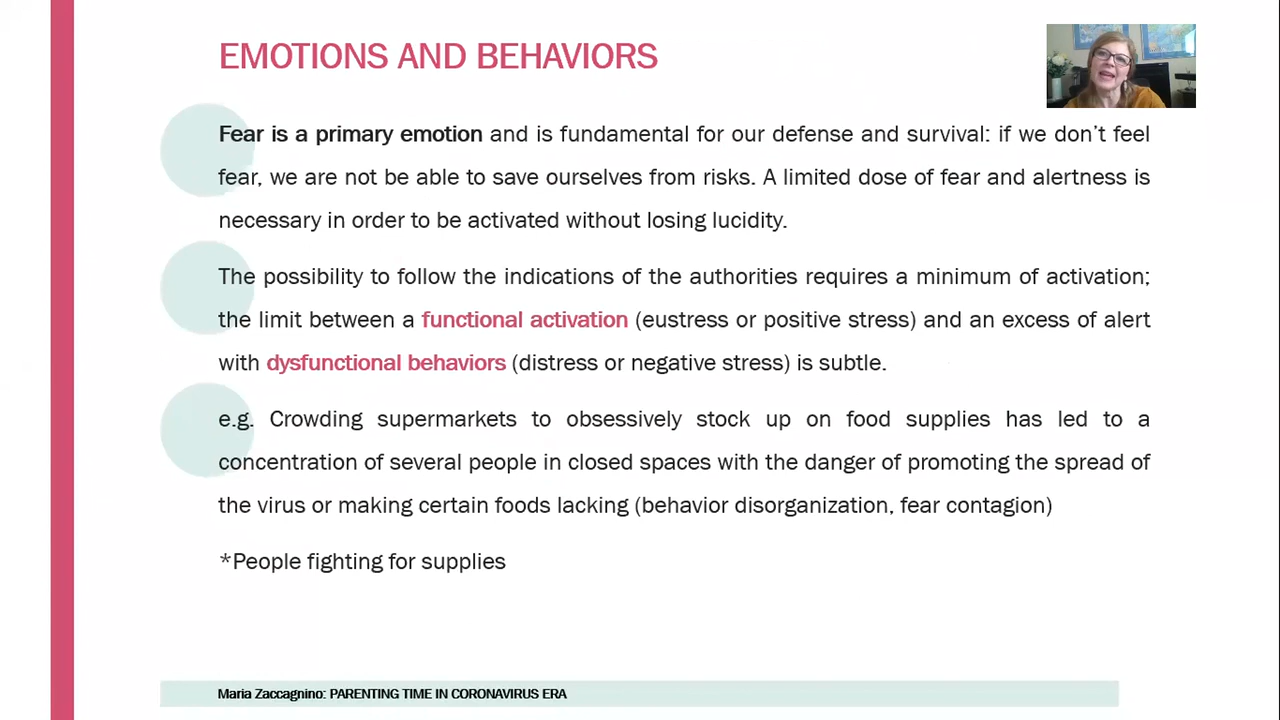 EMOTIONS AND BEHAVIORS
Fear is a primary emotion and is fundamental for our defense and survival: if we don’t feel
fear, we are not be able to save ourselves from risks. A limited dose of fear and alertness is
necessary in order to be activated without losing lucidity.
The possibility to follow the indications of the authorities requires a minimum of activation;
the limit between a functional activation (eustress or positive stress) and an excess of alert
with dysfunctional behaviors (distress or negative stress) is subtle.
e.g. Crowding supermarkets to obsessively stock up on food supplies has led to a
concentration of several people in closed spaces with the danger of promoting the spread of
the virus or making certain foods lacking (behavior disorganization, fear contagion)
*People fighting for supplies
Maria Zaccagnino: PARENTING TIME IN CORONAVIRUS ERA